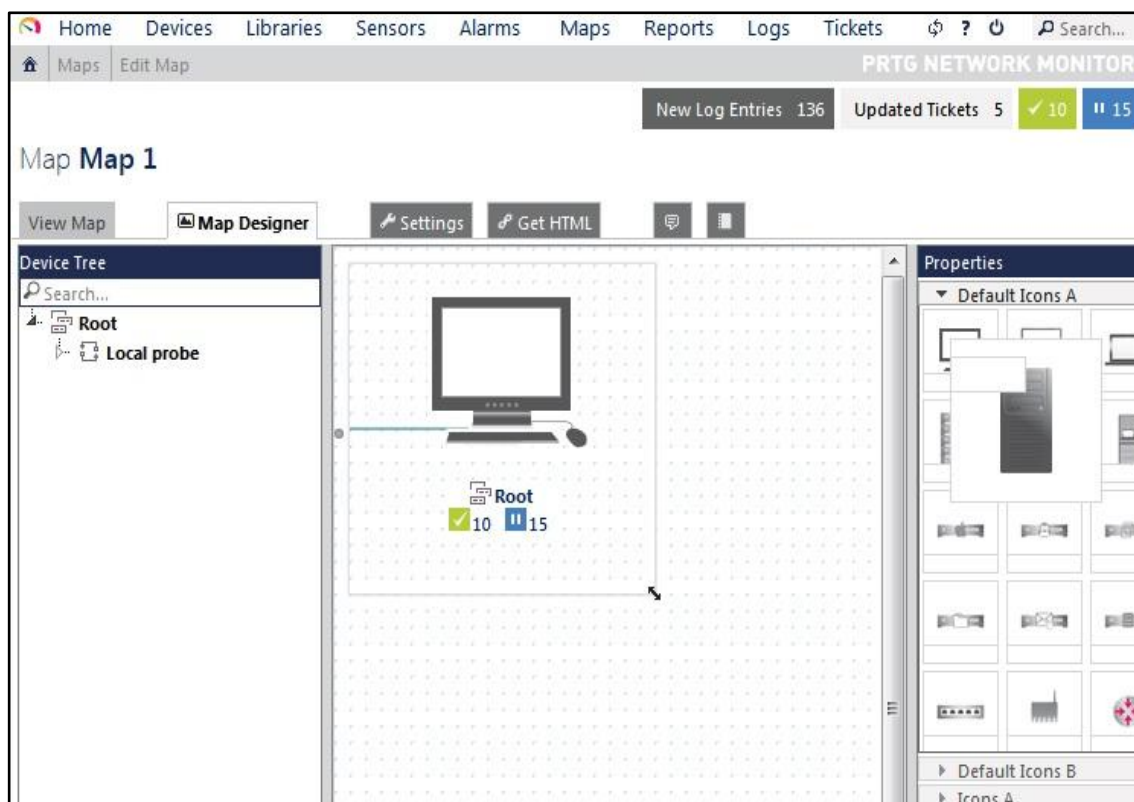 Home Devices Libraries Sensors Alarms Maps Reports Logs Tickets ? Search...
Maps Edit Map PRTG NETWORK MONITOR
New Log Entries 136 Updated Tickets 5 10 15
Map Map 1
View Map Map Designer Settings Get HTML
Device Tree Properties
Search... Default Icons A
Root
Local probe
Root
10 15
Default Icons B
Icons A